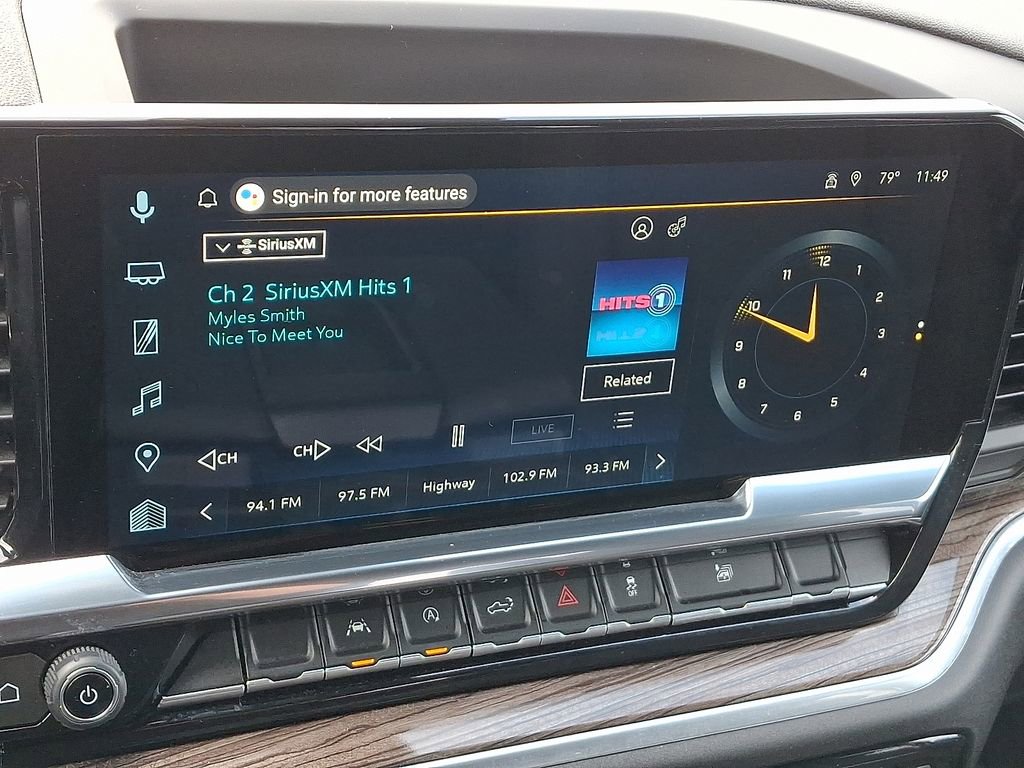 Sign-in for more features
79° 11:49
SiriusXM
Ch 2 SiriusXM Hits 1
Myles Smith
Nice To Meet You
HITS 1
Related
CH
CH
LIVE
94.1 FM
97.5 FM
Highway
102.9 FM
93.3 FM
12
1
2
3
4
5
6
7
8
9
10
11
A
OFF